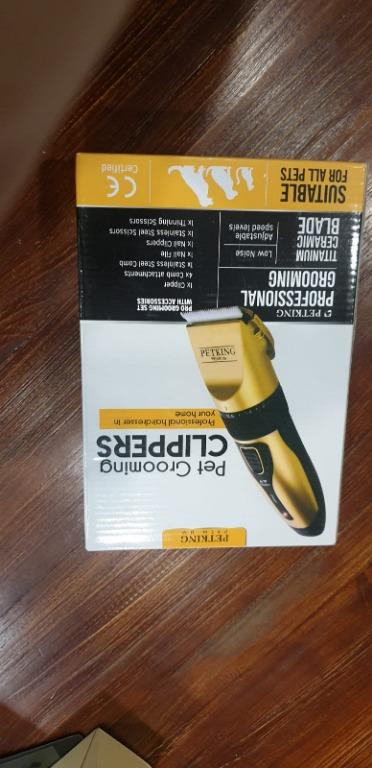 PETKING
PREMIUM
Pet Grooming
CLIPPERS
Professional hairdresser in
your home
PETKING
PETKING
PROFESSIONAL
GROOMING
TITANIUM
CERAMIC
BLADE
Low Noise
Adjustable
speed levels
PRO GROOMING SET
WITH ACCESSORIES
1x Clipper
4x Comb attachments
1x Stainless Steel Comb
1x Nail File
1x Nail Clippers
1x Stainless Steel Scissors
1x Thinning Scissors
SUITABLE
FOR ALL PETS
CE
Certified